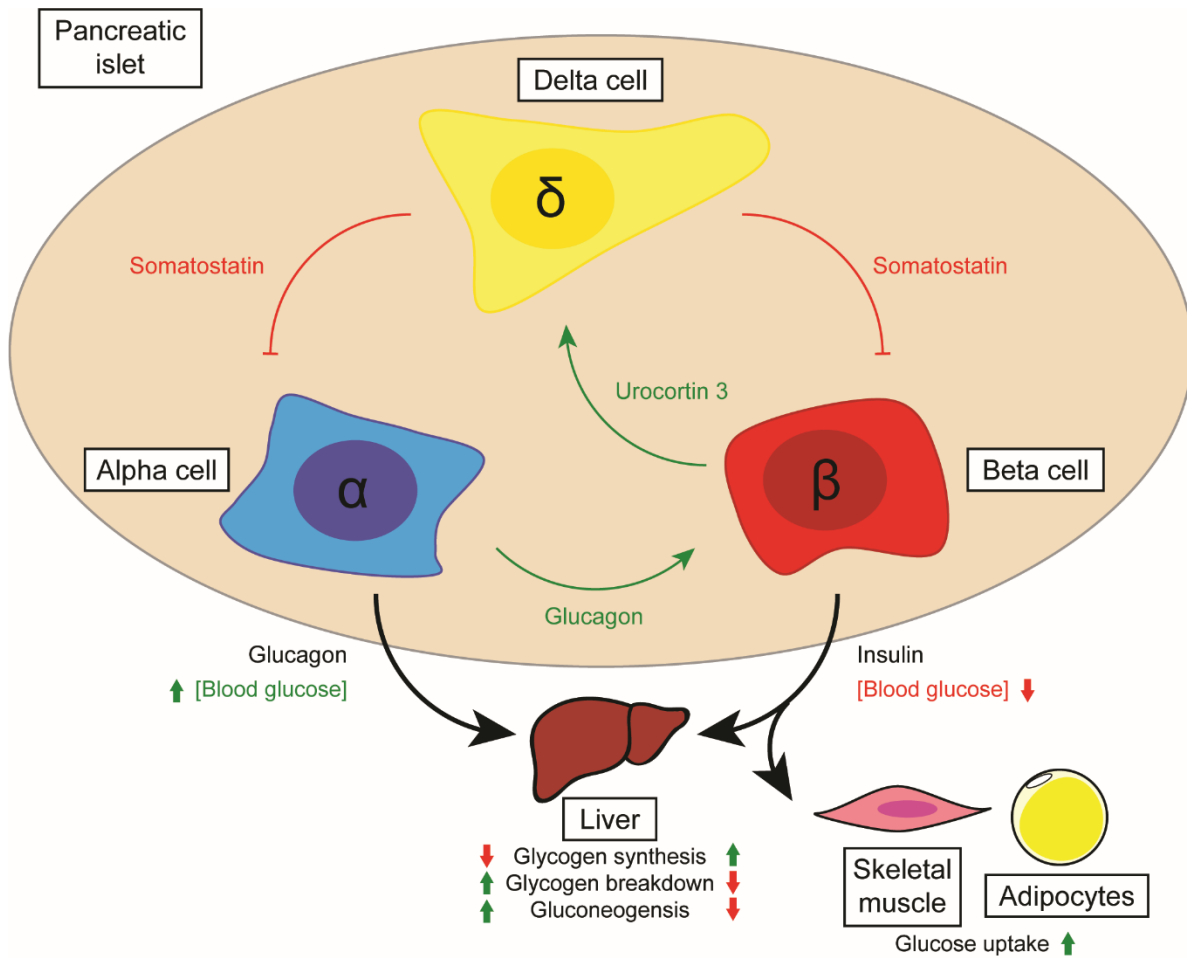 Pancreatic
islet
Delta cell
δ
Somatostatin
Somatostatin
Urocortin 3
Alpha cell
α
β
Beta cell
Glucagon
Glucagon
[Blood glucose]
Insulin
[Blood glucose]
Liver
Glycogen synthesis
Glycogen breakdown
Gluconeogensis
Skeletal
muscle
Adipocytes
Glucose uptake